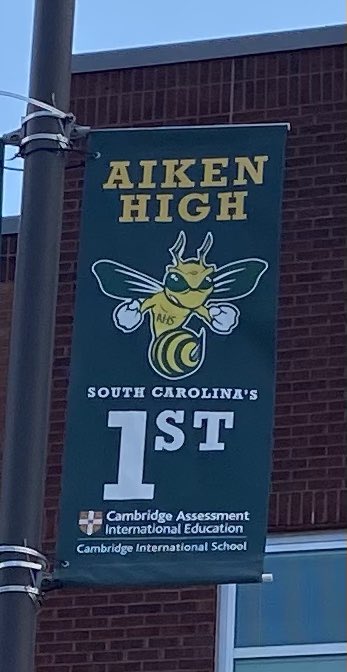 AIKEN
HIGH
AHS
SOUTH CAROLINA'S
1ST
Cambridge Assessment
International Education
Cambridge International School